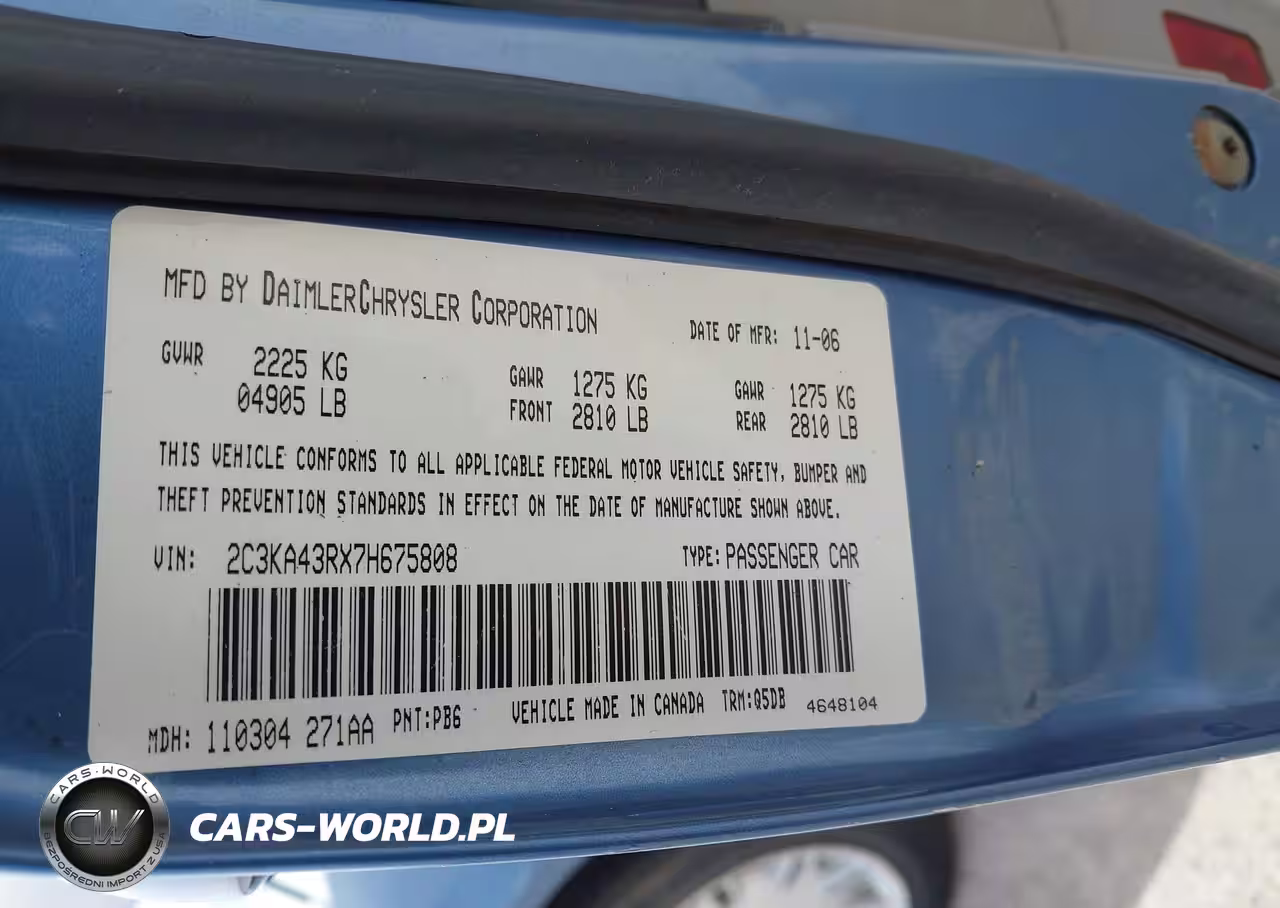 MFD BY DAIMLERCHRYSLER CORPORATION
DATE OF MFR: 11-06
GVWR 2225 KG
04905 LB
GAWR 1275 KG
FRONT 2810 LB
GAWR 1275 KG
REAR 2810 LB
THIS VEHICLE CONFORMS TO ALL APPLICABLE FEDERAL MOTOR VEHICLE SAFETY, BUMPER AND
THEFT PREVENTION STANDARDS IN EFFECT ON THE DATE OF MANUFACTURE SHOWN ABOVE.
VIN: 2C3KA43RX7H675808
TYPE: PASSENGER CAR
MDH: 110304 271AA
PNT:PB6
VEHICLE MADE IN CANADA
TRM:Q5DB
4648104
CARS-WORLD
CW
BEZPOŚREDNI IMPORT Z USA
CARS-WORLD.PL